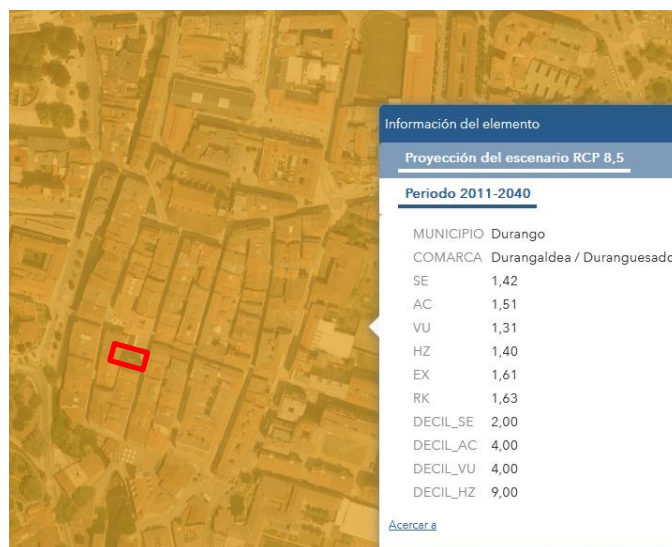 Información del elemento
Proyección del escenario RCP 8,5
Periodo 2011-2040
MUNICIPIO Durango
COMARCA Durangaldea / Duranguesado
SE 1,42
AC 1,51
VU 1,31
HZ 1,40
EX 1,61
RK 1,63
DECIL_SE 2,00
DECIL_AC 4,00
DECIL_VU 4,00
DECIL_HZ 9,00
Acercar a